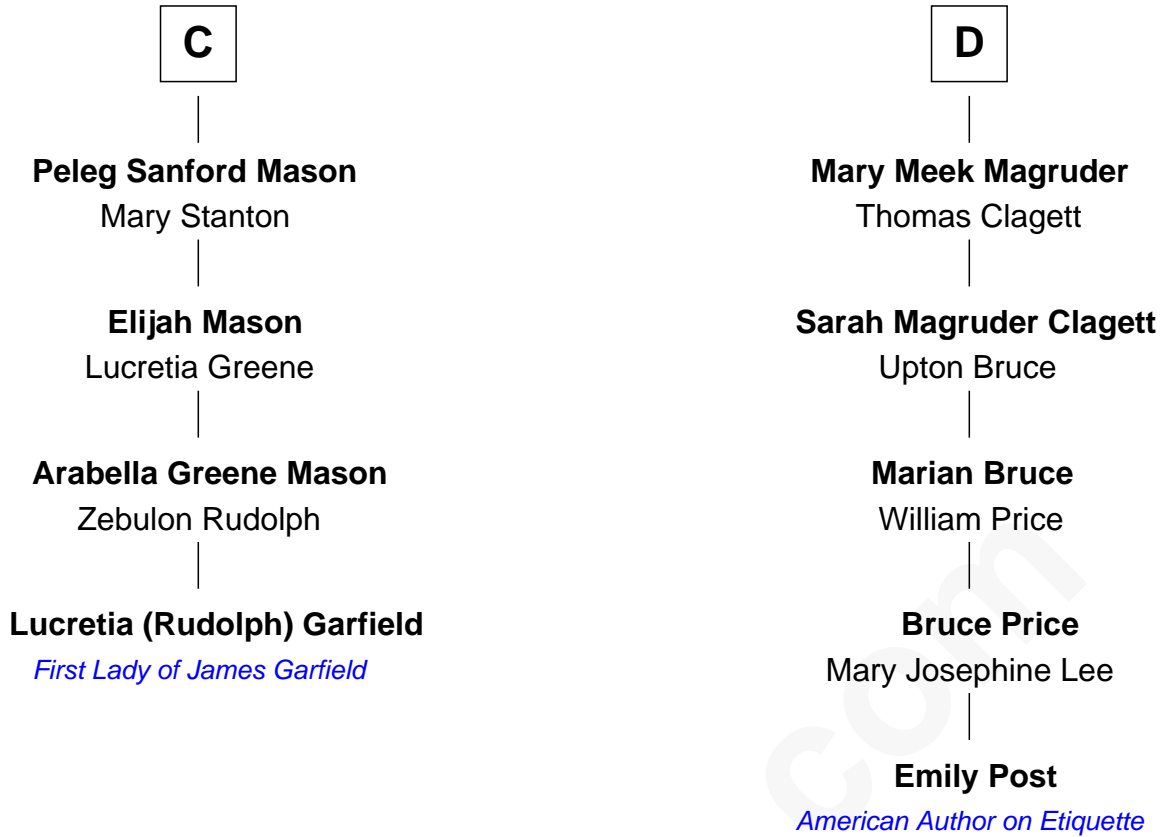 C
Peleg Sanford Mason
Mary Stanton
Elijah Mason
Lucretia Greene
Arabella Greene Mason
Zebulon Rudolph
Lucretia (Rudolph) Garfield
First Lady of James Garfield
D
Mary Meek Magruder
Thomas Clagett
Sarah Magruder Clagett
Upton Bruce
Marian Bruce
William Price
Bruce Price
Mary Josephine Lee
Emily Post
American Author on Etiquette
com